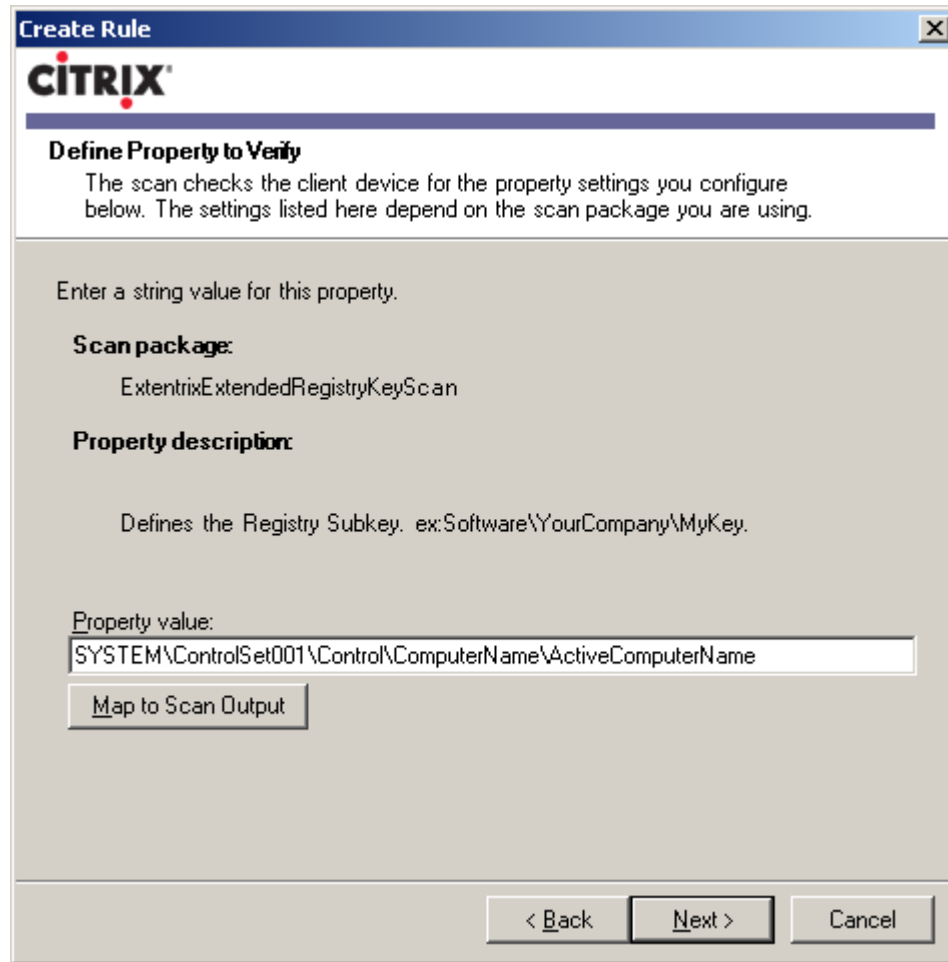 Create Rule
CİTRIX®
Define Property to Verify
The scan checks the client device for the property settings you configure
below. The settings listed here depend on the scan package you are using.
Enter a string value for this property.
Scan package:
ExtentrixExtendedRegistryKeyScan
Property description:
Defines the Registry Subkey. ex:Software\YourCompany\MyKey.
Property value:
SYSTEM\ControlSet001\Control\ComputerName\ActiveComputerName
Map to Scan Output
< Back Next > Cancel